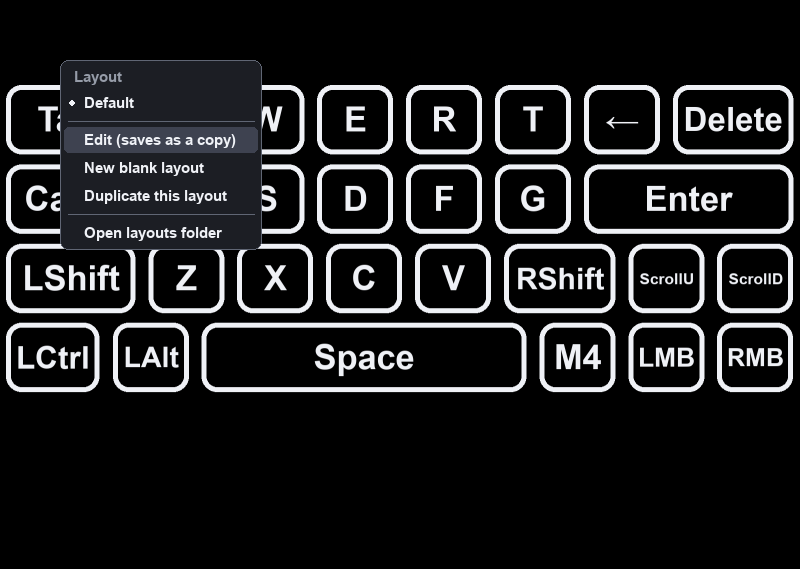 Layout
Default
Edit (saves as a copy)
New blank layout
Duplicate this layout
Open layouts folder
W E R T ← Delete
S D F G Enter
LShift Z X C V RShift ScrollU ScrollD
LCtrl LAlt Space M4 LMB RMB